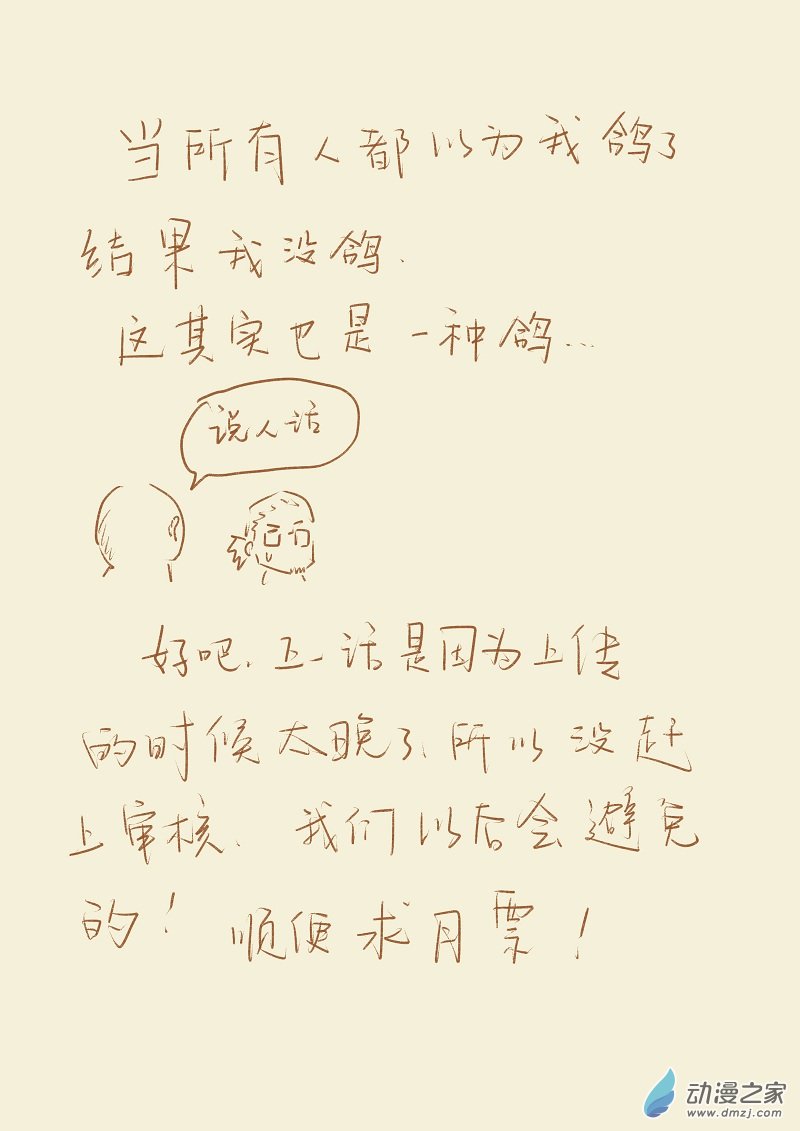 当所有人都以为我鸽了
结果我没鸽.
这其实也是一种鸽...
说人话
好吧.五一话是因为上传
的时候太晚了、所以没赶
上审核、我们以后会避免
的！顺便求月票！
动漫之家
www.dmzj.com